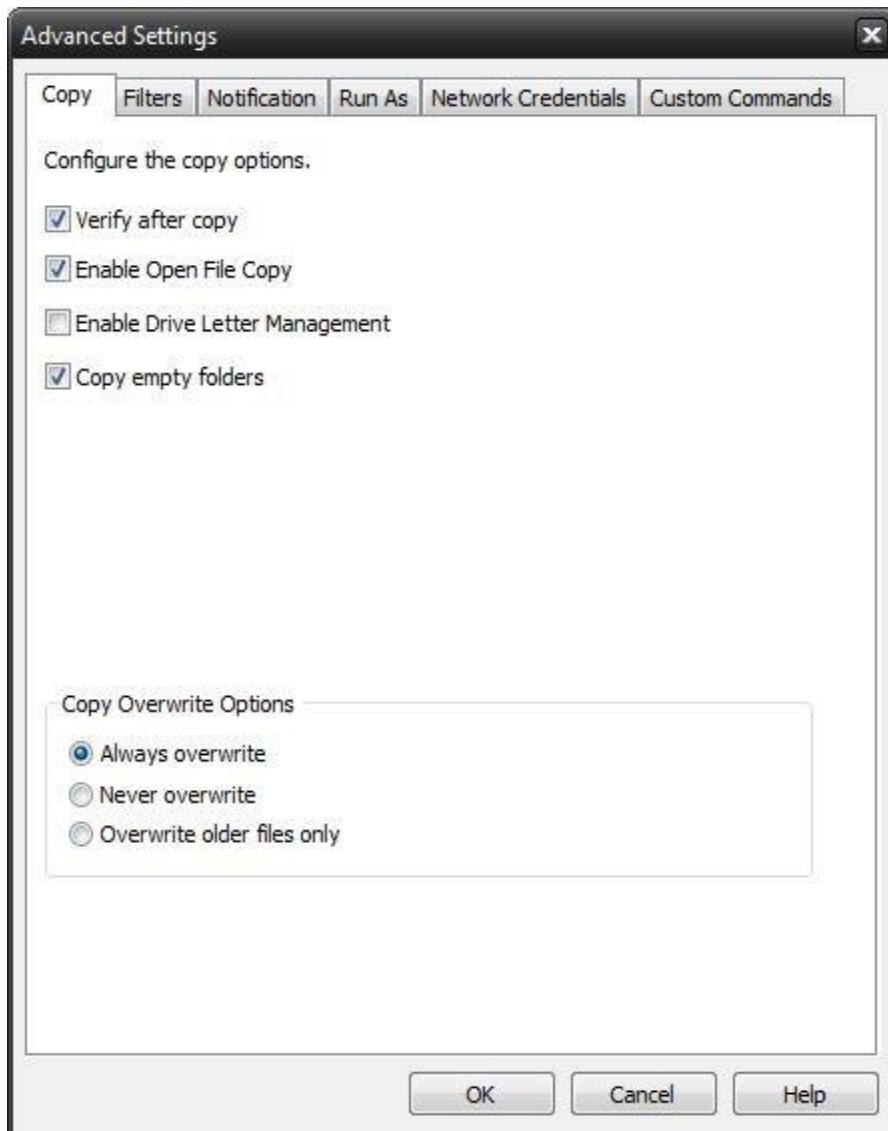 Advanced Settings
Copy Filters Notification Run As Network Credentials Custom Commands
Configure the copy options.
Verify after copy
Enable Open File Copy
Enable Drive Letter Management
Copy empty folders
Copy Overwrite Options
Always overwrite
Never overwrite
Overwrite older files only
OK Cancel Help